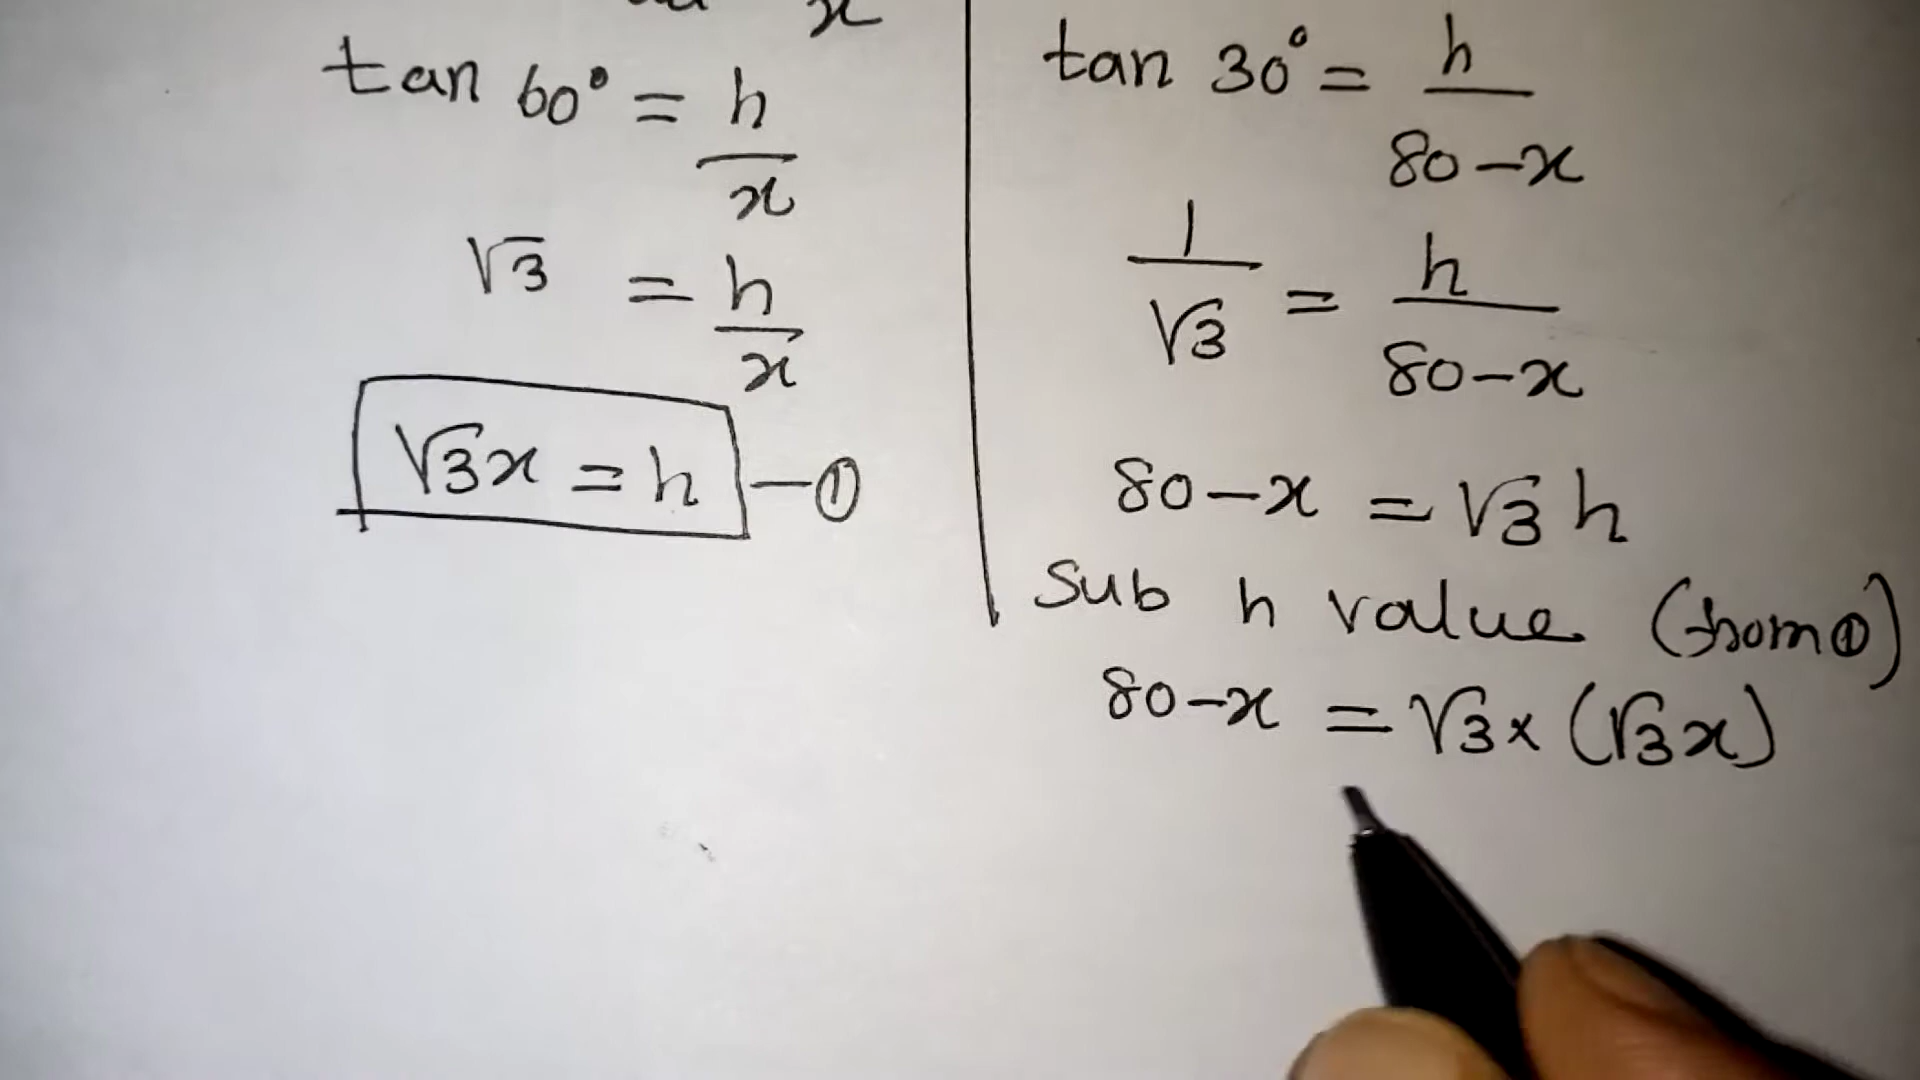 x
tan 60° = h/x
√3 = h/x
√3x = h — ①
tan 30° = h/80-x
1/√3 = h/80-x
80-x = √3 h
Sub h value (from ①)
80-x = √3 × (√3x)